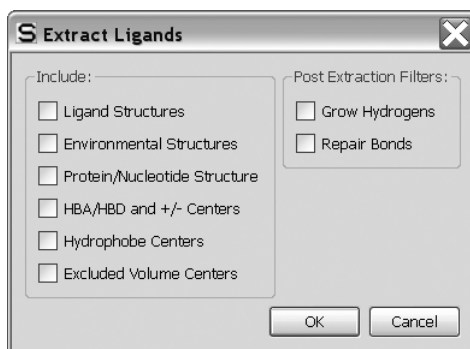 S Extract Ligands
Include:
Ligand Structures
Environmental Structures
Protein/Nucleotide Structure
HBA/HBD and +/- Centers
Hydrophobe Centers
Excluded Volume Centers
Post Extraction Filters:
Grow Hydrogens
Repair Bonds
OK
Cancel